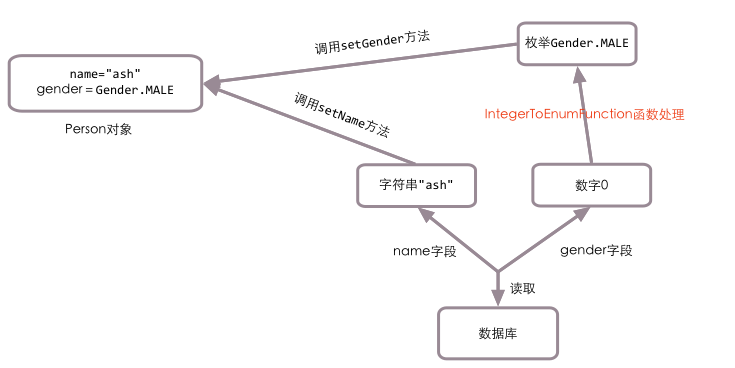 枚举Gender.MALE
调用setGender方法
name="ash"
gender = Gender.MALE
Person对象
调用setName方法
IntegerToEnumFunction函数处理
字符串"ash"
数字0
name字段
gender字段
读取
数据库